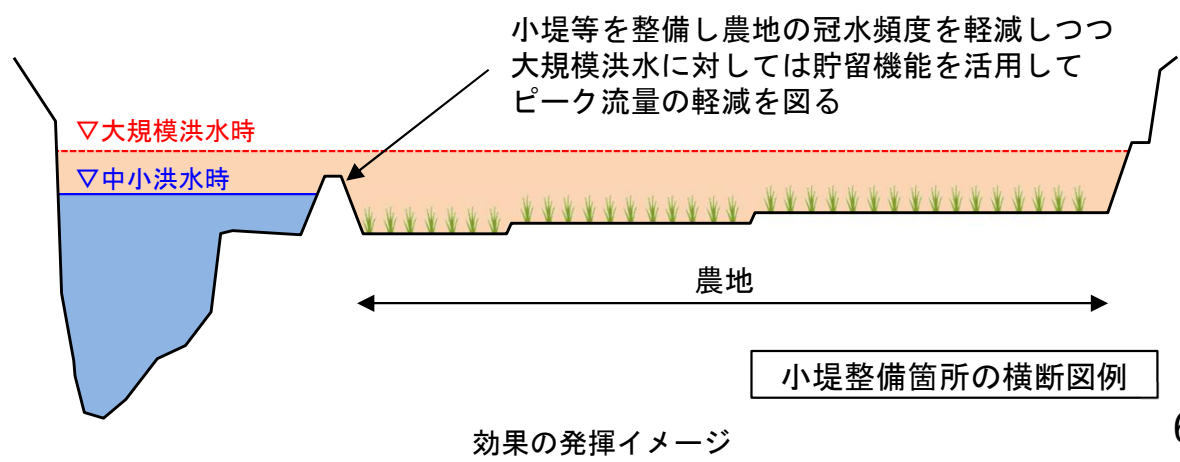 小堤等を整備し農地の冠水頻度を軽減しつつ
大規模洪水に対しては貯留機能を活用して
ピーク流量の軽減を図る
▽大規模洪水時
▽中小洪水時
農地
小堤整備箇所の横断図例
効果の発揮イメージ